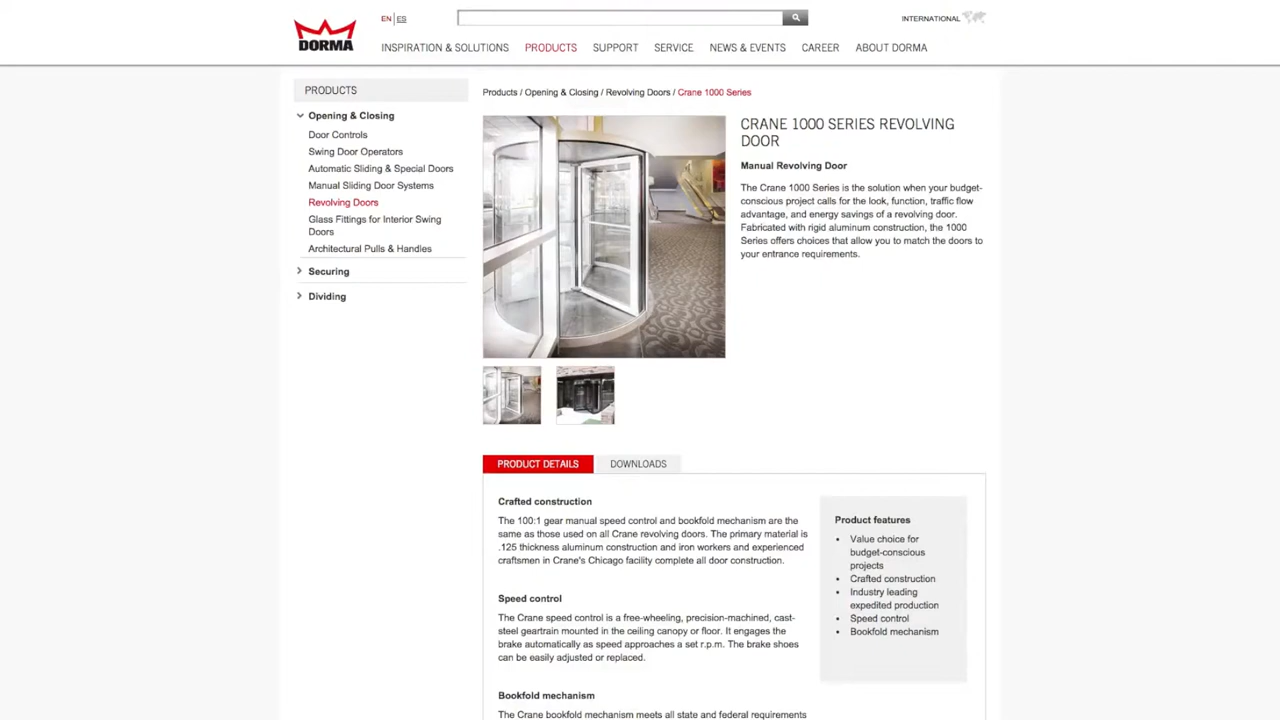 DORMA
EN | ES
INTERNATIONAL
INSPIRATION & SOLUTIONS PRODUCTS SUPPORT SERVICE NEWS & EVENTS CAREER ABOUT DORMA
PRODUCTS
Opening & Closing
Door Controls
Swing Door Operators
Automatic Sliding & Special Doors
Manual Sliding Door Systems
Revolving Doors
Glass Fittings for Interior Swing
Doors
Architectural Pulls & Handles
Securing
Dividing
Products / Opening & Closing / Revolving Doors / Crane 1000 Series
CRANE 1000 SERIES REVOLVING
DOOR
Manual Revolving Door
The Crane 1000 Series is the solution when your budget-
conscious project calls for the look, function, traffic flow
advantage, and energy savings of a revolving door.
Fabricated with rigid aluminum construction, the 1000
Series offers choices that allow you to match the doors to
your entrance requirements.
PRODUCT DETAILS DOWNLOADS
Crafted construction
The 100:1 gear manual speed control and bookfold mechanism are the
same as those used on all Crane revolving doors. The primary material is
.125 thickness aluminum construction and iron workers and experienced
craftsmen in Crane's Chicago facility complete all door construction.
Speed control
The Crane speed control is a free-wheeling, precision-machined, cast-
steel geartrain mounted in the ceiling canopy or floor. It engages the
brake automatically as speed approaches a set r.p.m. The brake shoes
can be easily adjusted or replaced.
Bookfold mechanism
The Crane bookfold mechanism meets all state and federal requirements
Product features
• Value choice for
budget-conscious
projects
• Crafted construction
• Industry leading
expedited production
• Speed control
• Bookfold mechanism